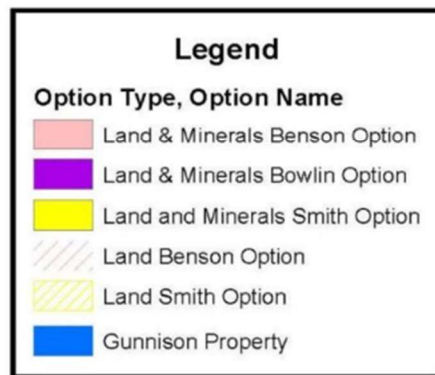 Legend
Option Type, Option Name
Land & Minerals Benson Option
Land & Minerals Bowlin Option
Land and Minerals Smith Option
Land Benson Option
Land Smith Option
Gunnison Property